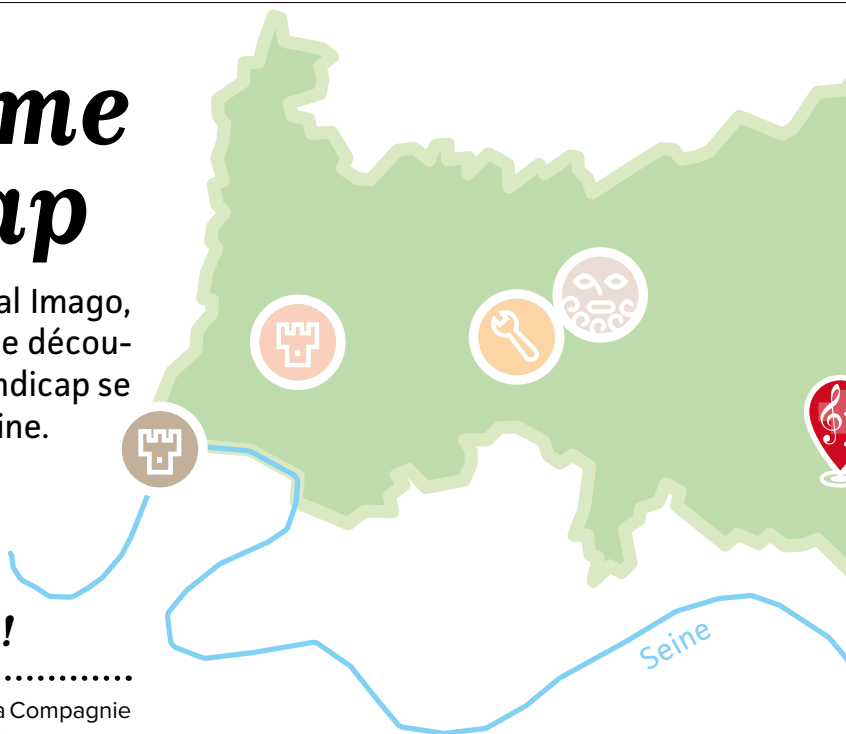 me
ap
al Imago,
e décou-
ndicap se
ine.
!
a Compagnie
Seine